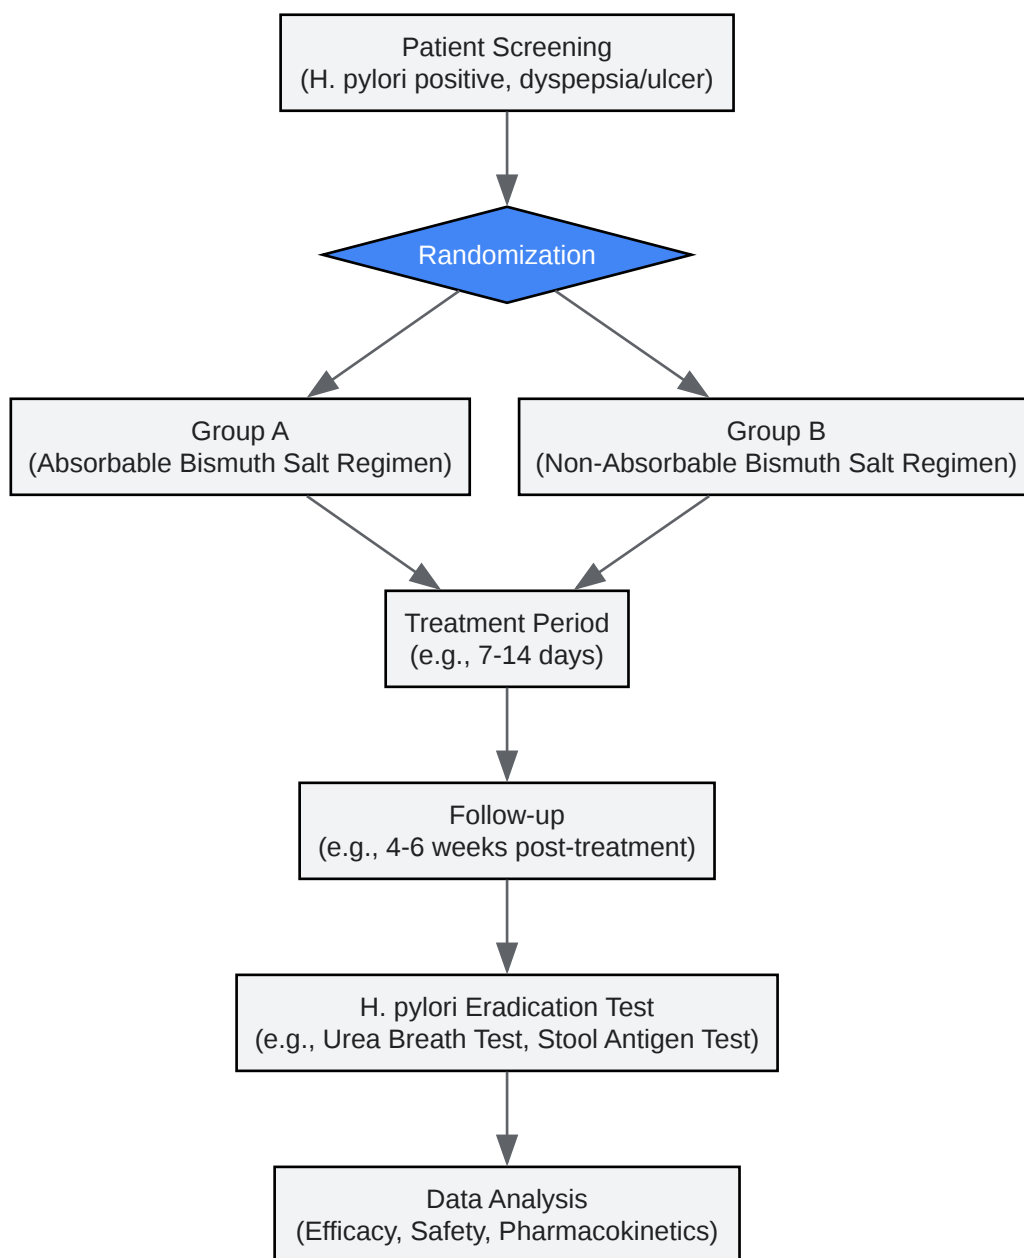 Patient Screening
(H. pylori positive, dyspepsia/ulcer)
Randomization
Group A
(Absorbable Bismuth Salt Regimen)
Group B
(Non-Absorbable Bismuth Salt Regimen)
Treatment Period
(e.g., 7-14 days)
Follow-up
(e.g., 4-6 weeks post-treatment)
H. pylori Eradication Test
(e.g., Urea Breath Test, Stool Antigen Test)
Data Analysis
(Efficacy, Safety, Pharmacokinetics)